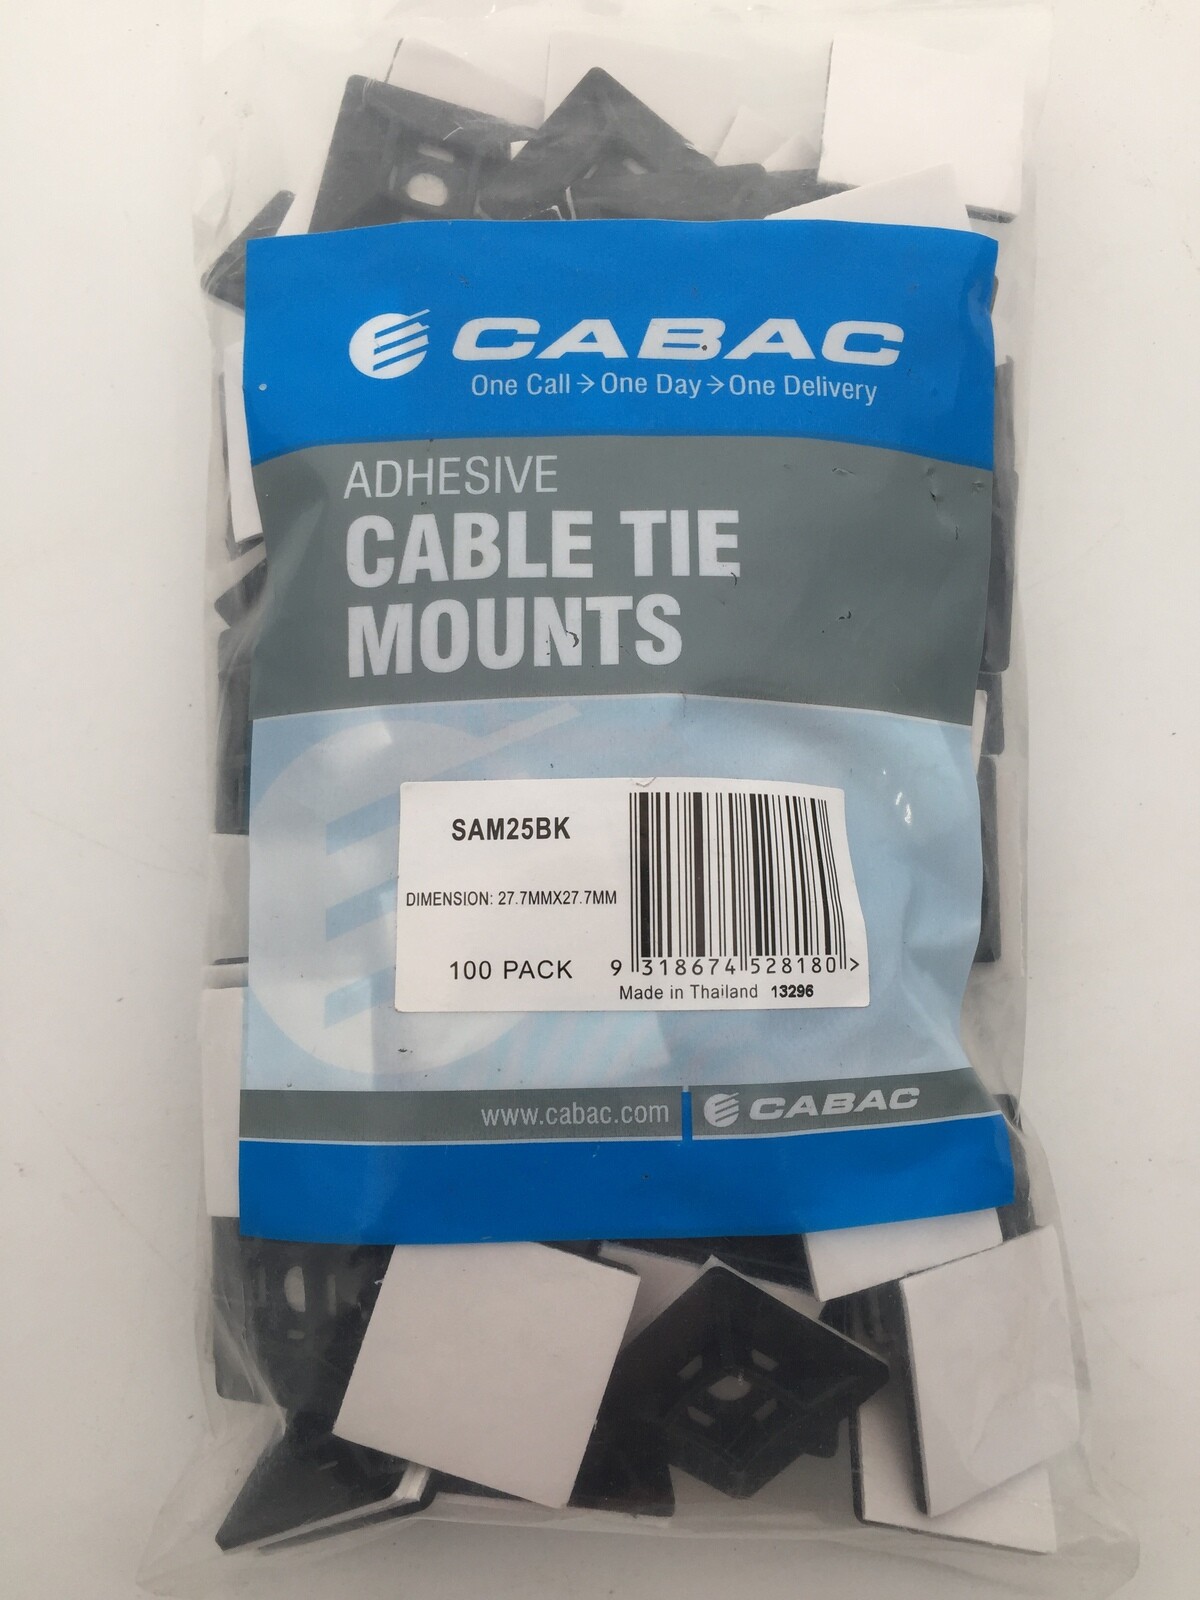 CABAC
One Call → One Day → One Delivery
ADHESIVE
CABLE TIE
MOUNTS
SAM25BK
DIMENSION: 27.7MMX27.7MM
100 PACK
9 318674 528180 >
Made in Thailand 13296
www.cabac.com
CABAC